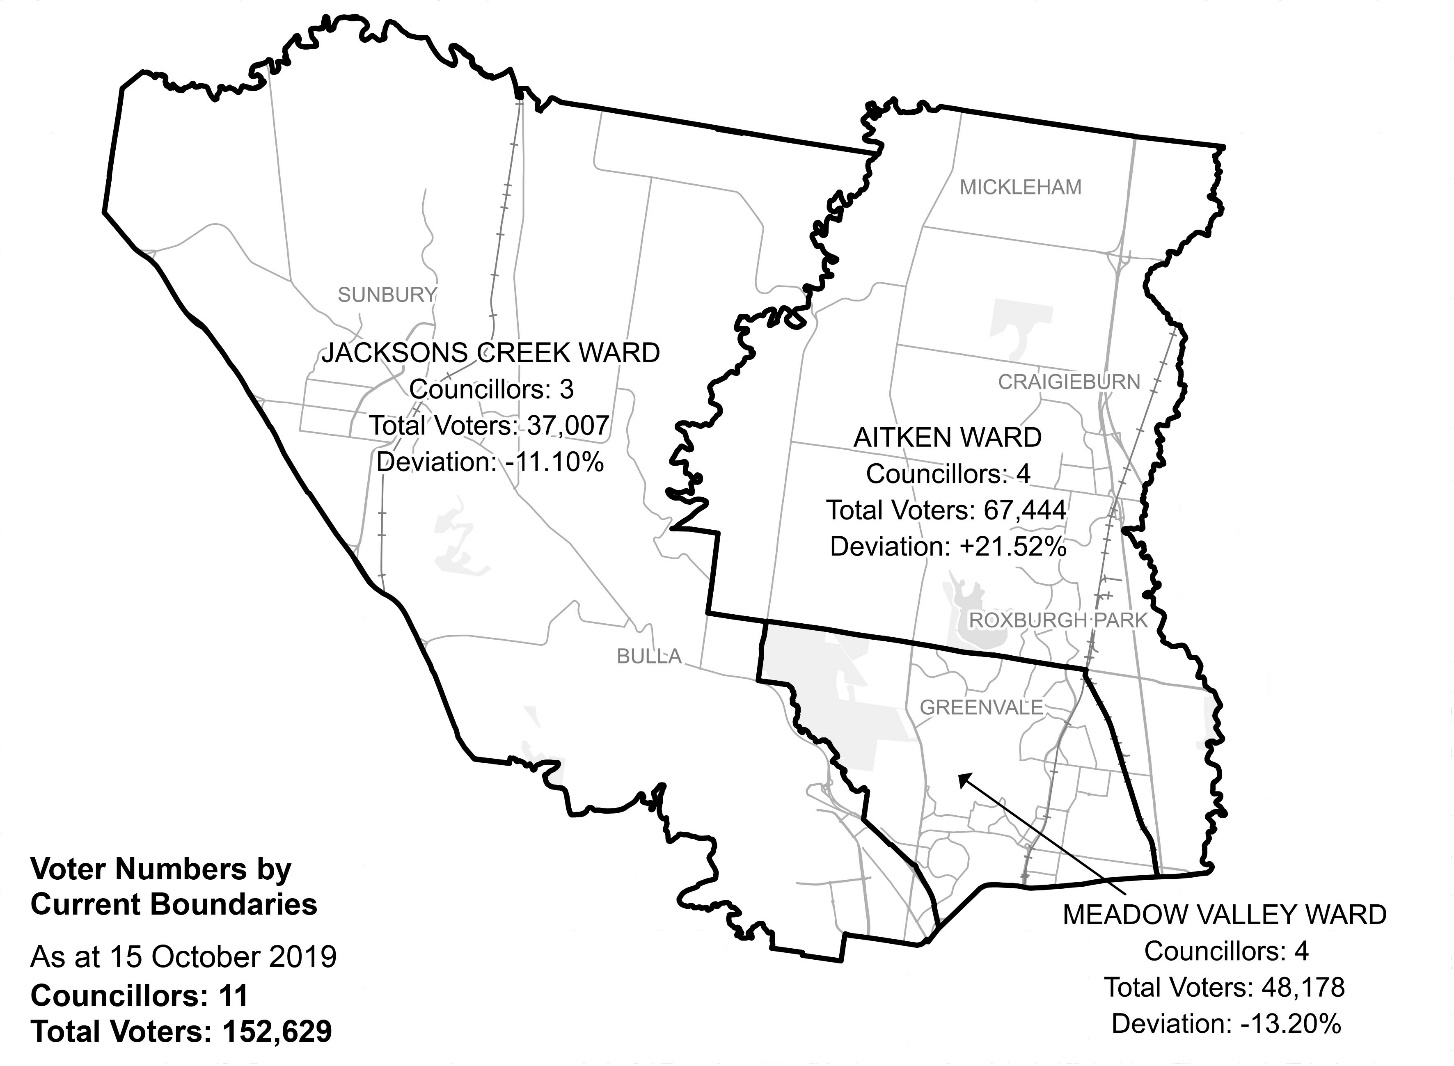 MICKLEHAM
SUNBURY
JACKSONS CREEK WARD
Councillors: 3
Total Voters: 37,007
Deviation: -11.10%
CRAIGIEBURN
AITKEN WARD
Councillors: 4
Total Voters: 67,444
Deviation: +21.52%
ROXBURGH PARK
BULLA
GREENVALE
MEADOW VALLEY WARD
Councillors: 4
Total Voters: 48,178
Deviation: -13.20%
Voter Numbers by
Current Boundaries
As at 15 October 2019
Councillors: 11
Total Voters: 152,629